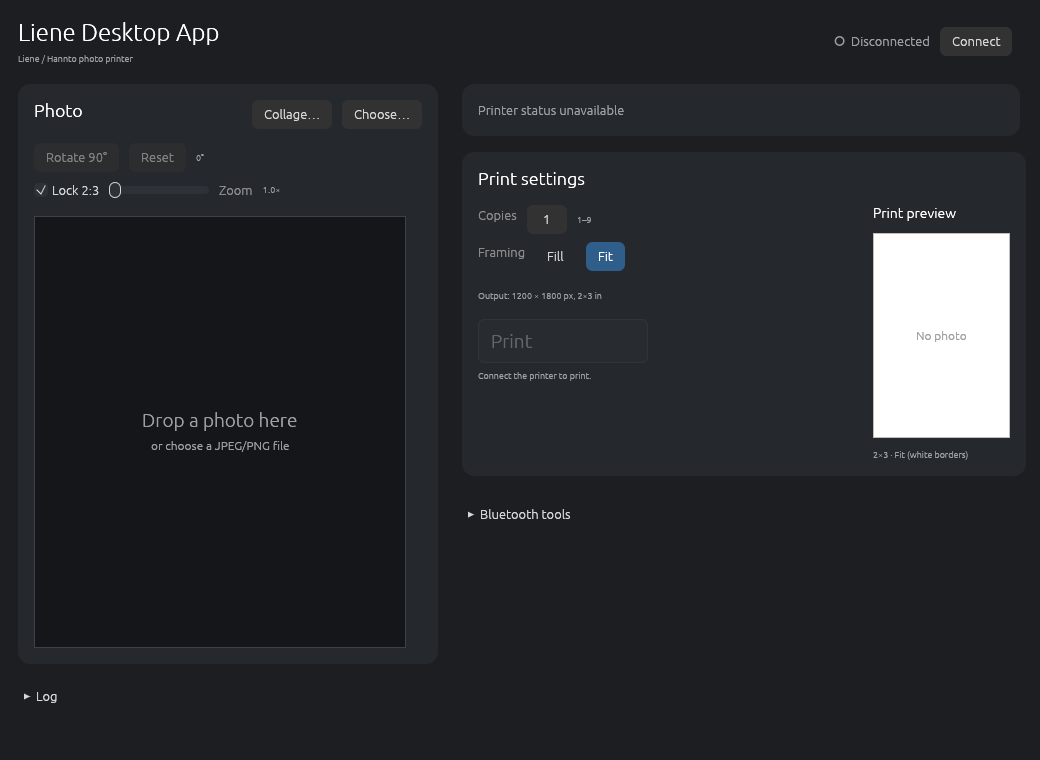 Liene Desktop App
Liene / Hannto photo printer
Disconnected
Connect
Photo
Collage...
Choose...
Rotate 90°
Reset
0°
Lock 2:3
Zoom
1.0×
Drop a photo here
or choose a JPEG/PNG file
Log
Printer status unavailable
Print settings
Copies
1
1–9
Framing
Fill
Fit
Output: 1200 × 1800 px, 2×3 in
Print
Connect the printer to print.
Print preview
No photo
2×3 · Fit (white borders)
Bluetooth tools